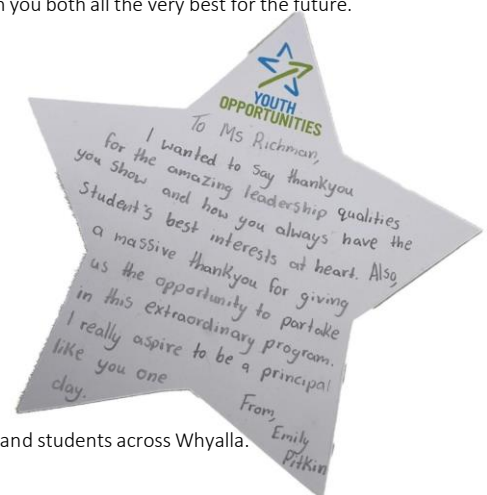 you both all the very best for the future.
YOUTH
OPPORTUNITIES
To Ms Richman,
I wanted to say thankyou
for the amazing leadership qualities
you show and how you always have the
Student's best interests at heart. Also,
a massive thankyou for giving
us the opportunity to partake
in this extraordinary program.
I really aspire to be a principal
like you one
day.
From,
Emily
Pitkin
and students across Whyalla.